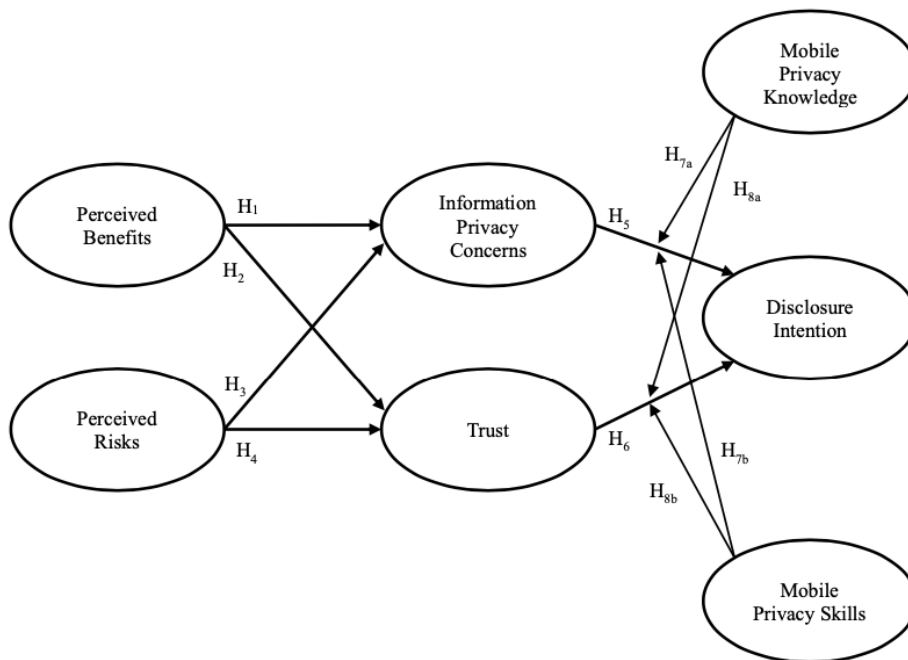 Mobile
Privacy
Knowledge
H7a
H8a
Perceived
Benefits
H1
H2
Information
Privacy
Concerns
H5
Disclosure
Intention
Perceived
Risks
H3
H4
Trust
H6
H7b
H8b
Mobile
Privacy Skills